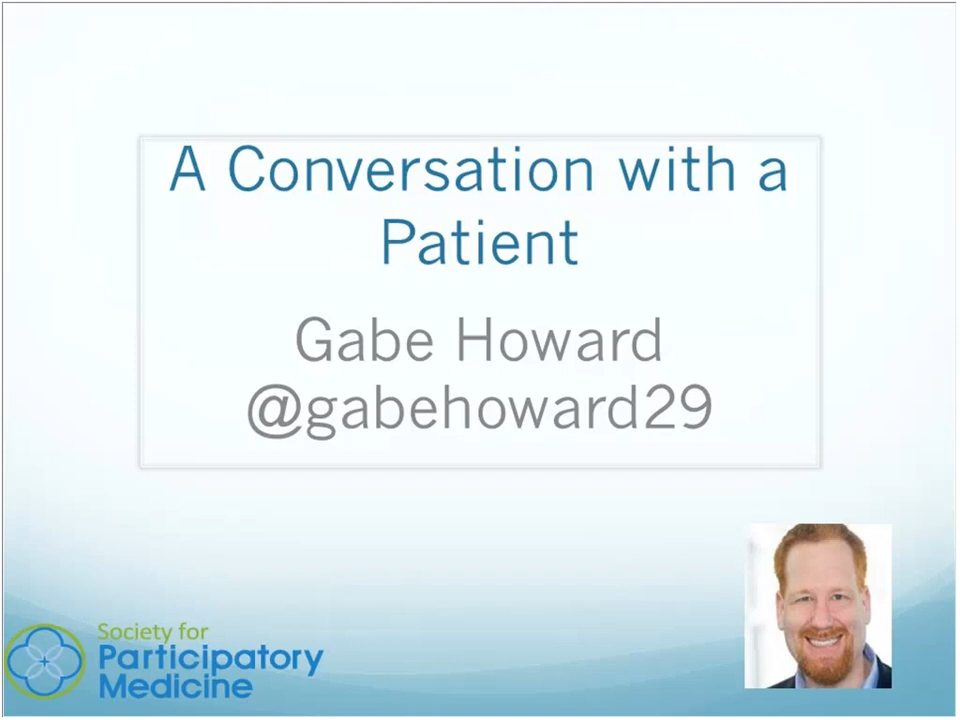 A Conversation with a
Patient
Gabe Howard
@gabehoward29
Society for
Participatory
Medicine